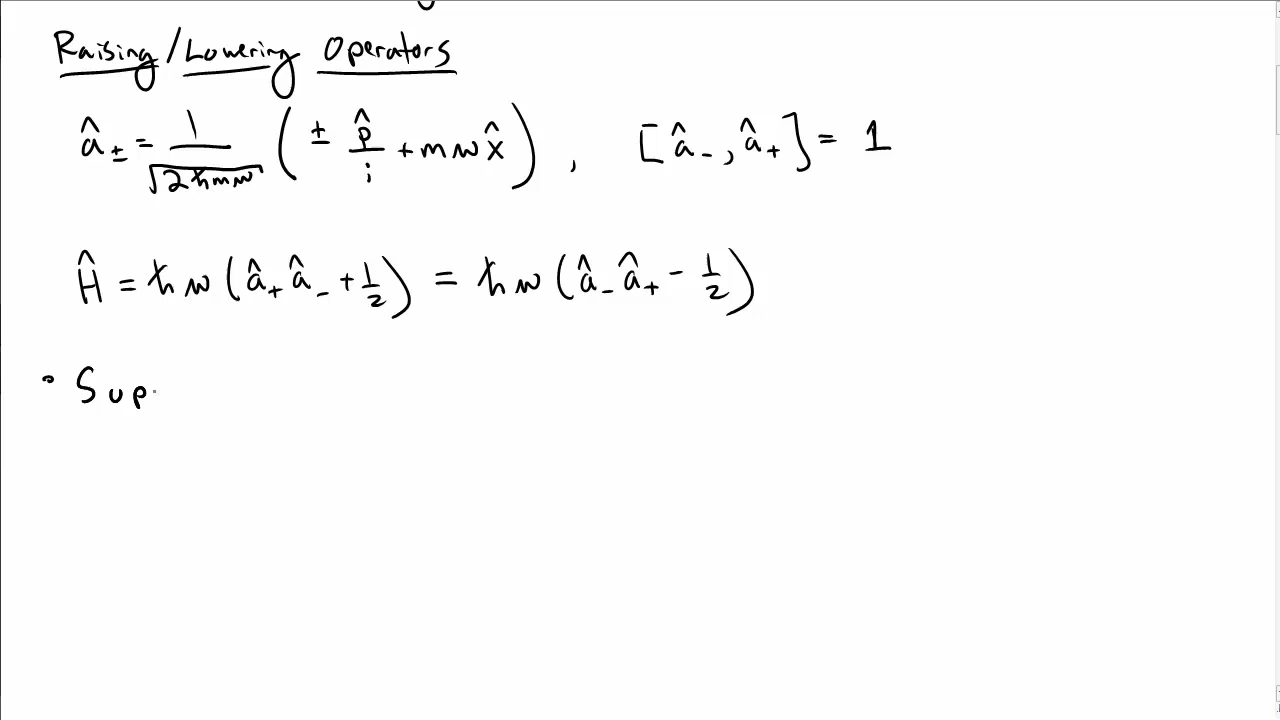 Raising/Lowering Operators
â± = 1/√(2ħmω) (± p̂/i + mωx̂), [â₋, â₊] = 1
Ĥ = ħω(â₊â₋ + 1/2) = ħω(â₋â₊ - 1/2)
• Sup